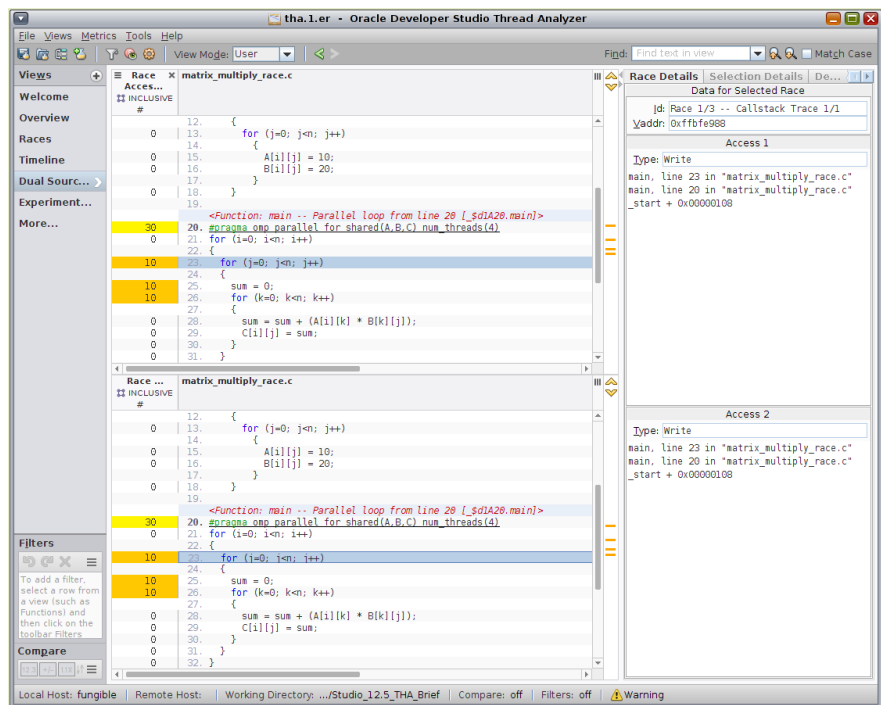 tha.1.er - Oracle Developer Studio Thread Analyzer
File Views Metrics Tools Help
View Mode: User
Find: Find text in view
Match Case
Views
Welcome
Overview
Races
Timeline
Dual Sourc...
Experiment...
More...
Filters
To add a filter,
select a row from
a view (such as
Functions) and
then click on the
toolbar Filters
Compare
Race matrix_multiply_race.c
Acces...
INCLUSIVE
#
12. {
0 13. for (j=0; j<n; j++)
14. {
0 15. A[i][j] = 10;
0 16. B[i][j] = 20;
17. }
0 18. }
19.
<Function: main -- Parallel loop from line 20 [_$d1A20.main]>
30 20. #pragma omp parallel for shared(A,B,C) num_threads(4)
0 21. for (i=0; i<n; i++)
22. {
10 23. for (j=0; j<n; j++)
24. {
10 25. sum = 0;
10 26. for (k=0; k<n; k++)
27. {
0 28. sum = sum + (A[i][k] * B[k][j]);
0 29. C[i][j] = sum;
0 30. }
0 31. }
Race ... matrix_multiply_race.c
INCLUSIVE
#
12. {
0 13. for (j=0; j<n; j++)
14. {
0 15. A[i][j] = 10;
0 16. B[i][j] = 20;
17. }
0 18. }
19.
<Function: main -- Parallel loop from line 20 [_$d1A20.main]>
30 20. #pragma omp parallel for shared(A,B,C) num_threads(4)
0 21. for (i=0; i<n; i++)
22. {
10 23. for (j=0; j<n; j++)
24. {
10 25. sum = 0;
10 26. for (k=0; k<n; k++)
27. {
0 28. sum = sum + (A[i][k] * B[k][j]);
0 29. C[i][j] = sum;
0 30. }
0 31. }
0 32. }
Race Details Selection Details De...
Data for Selected Race
Id: Race 1/3 -- Callstack Trace 1/1
Vaddr: 0xffbfe988
Access 1
Type: Write
main, line 23 in "matrix_multiply_race.c"
main, line 20 in "matrix_multiply_race.c"
_start + 0x00000108
Access 2
Type: Write
main, line 23 in "matrix_multiply_race.c"
main, line 20 in "matrix_multiply_race.c"
_start + 0x00000108
Local Host: fungible Remote Host: Working Directory: .../Studio_12.5_THA_Brief Compare: off Filters: off Warning